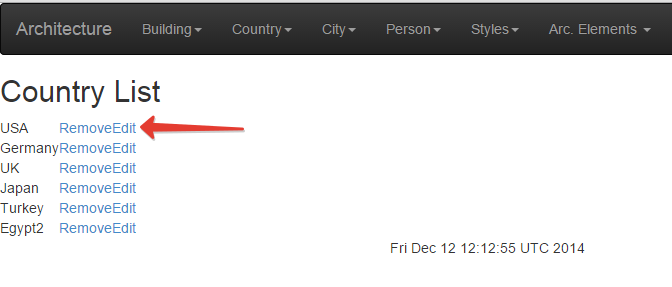 Architecture Building Country City Person Styles Arc. Elements
Country List
USA RemoveEdit
Germany RemoveEdit
UK RemoveEdit
Japan RemoveEdit
Turkey RemoveEdit
Egypt2 RemoveEdit
Fri Dec 12 12:12:55 UTC 2014